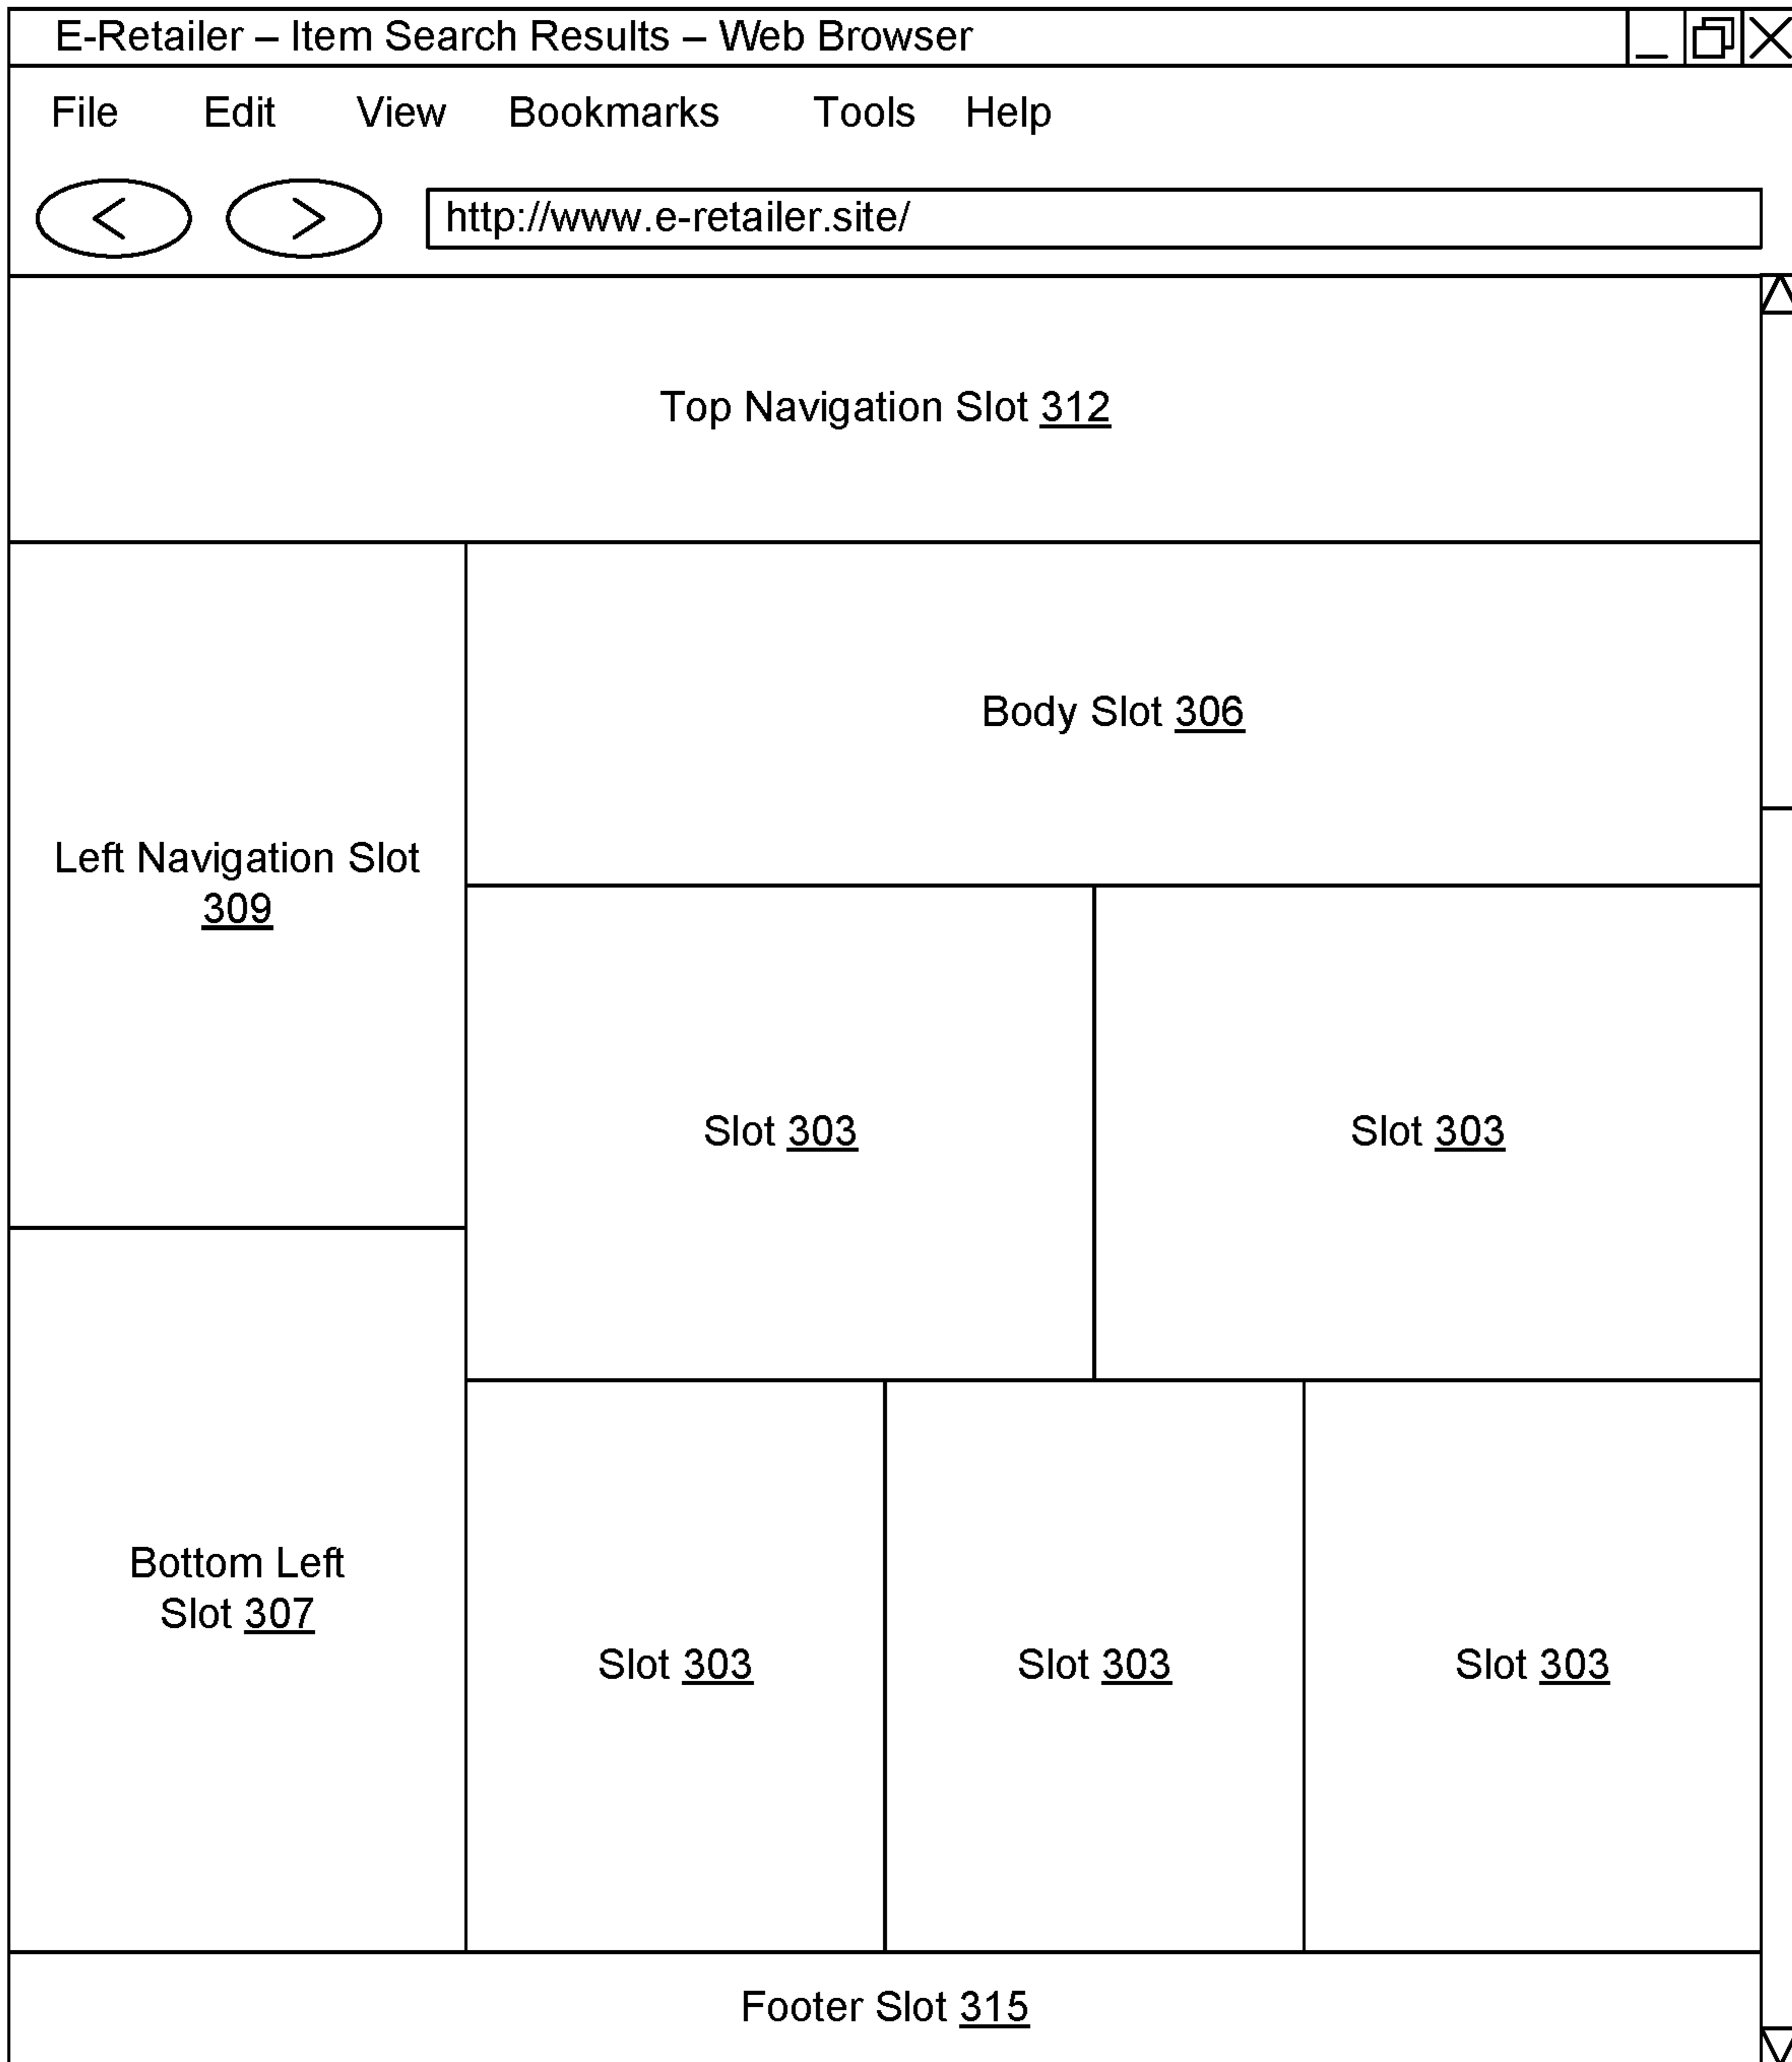 E-Retailer – Item Search Results – Web Browser
File Edit View Bookmarks Tools Help
http://www.e-retailer.site/
Top Navigation Slot 312
Body Slot 306
Left Navigation Slot
309
Slot 303
Slot 303
Bottom Left
Slot 307
Slot 303
Slot 303
Slot 303
Footer Slot 315